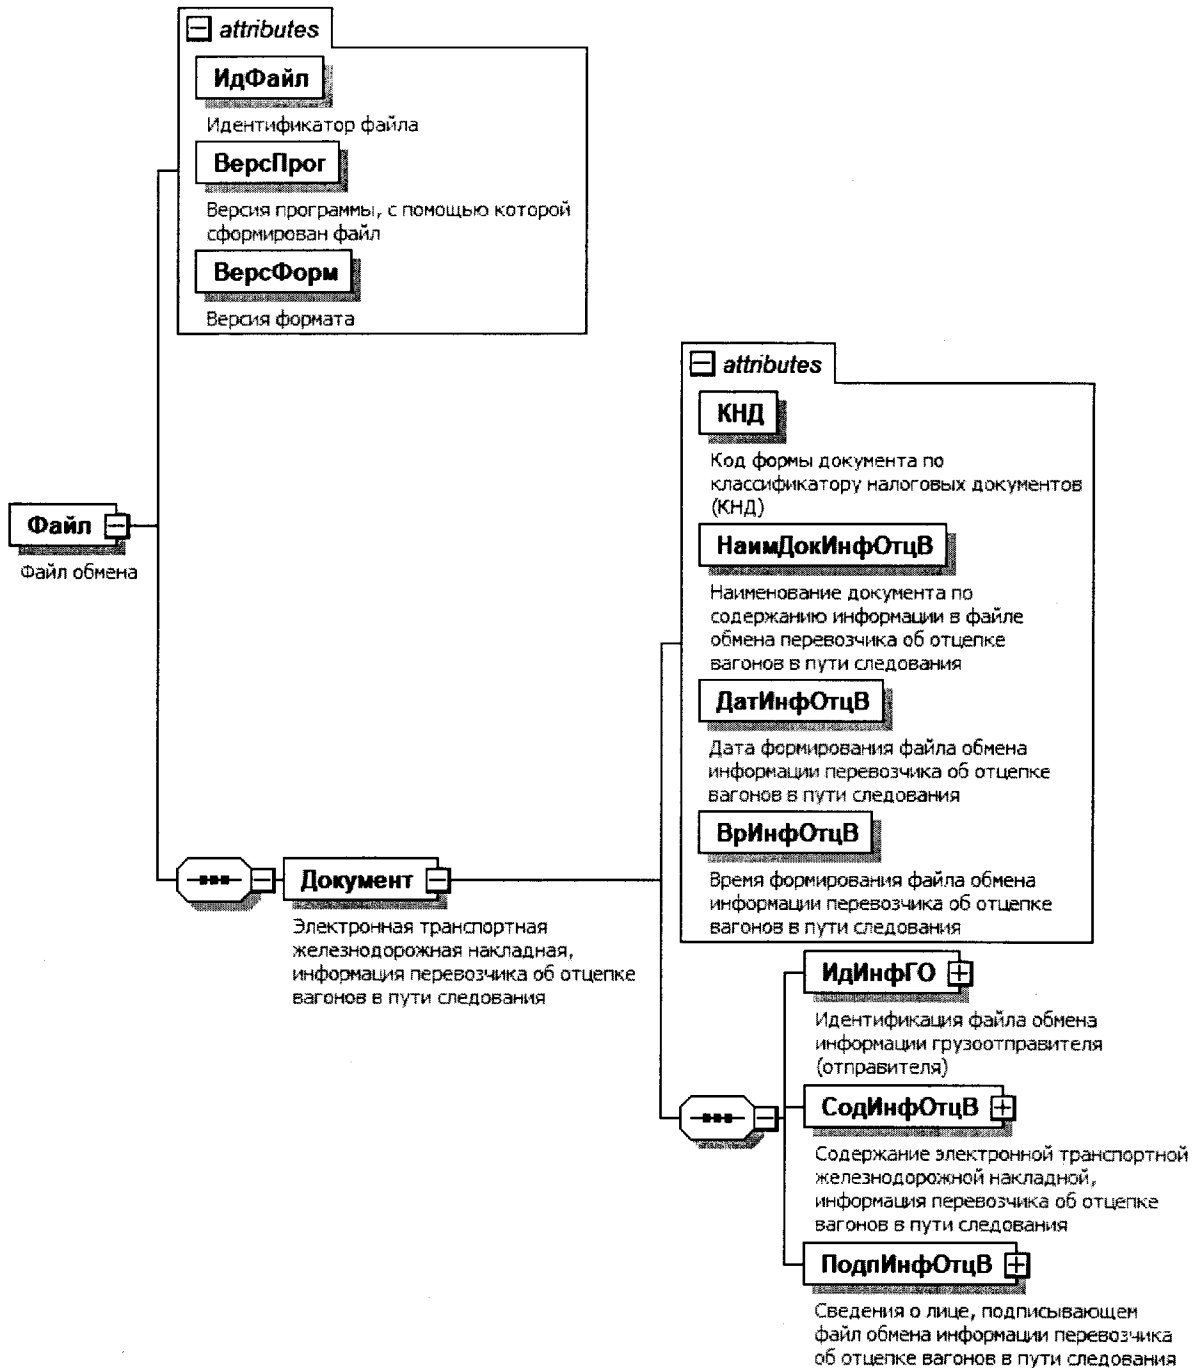 attributes
ИдФайл
Идентификатор файла
ВерсПрог
Версия программы, с помощью которой
сформирован файл
ВерсФорм
Версия формата
attributes
КНД
Код формы документа по
классификатору налоговых документов
(КНД)
НаимДокИнфОтцВ
Наименование документа по
содержанию информации в файле
обмена перевозчика об отцепке
вагонов в пути следования
ДатИнфОтцВ
Дата формирования файла обмена
информации перевозчика об отцепке
вагонов в пути следования
ВрИнфОтцВ
Время формирования файла обмена
информации перевозчика об отцепке
вагонов в пути следования
Файл
Файл обмена
Документ
Электронная транспортная
железнодорожная накладная,
информация перевозчика об отцепке
вагонов в пути следования
ИдИнфГО
Идентификация файла обмена
информации грузоотправителя
(отправителя)
СодИнфОтцВ
Содержание электронной транспортной
железнодорожной накладной,
информация перевозчика об отцепке
вагонов в пути следования
ПодпИнфОтцВ
Сведения о лице, подписывающем
файл обмена информации перевозчика
об отцепке вагонов в пути следования